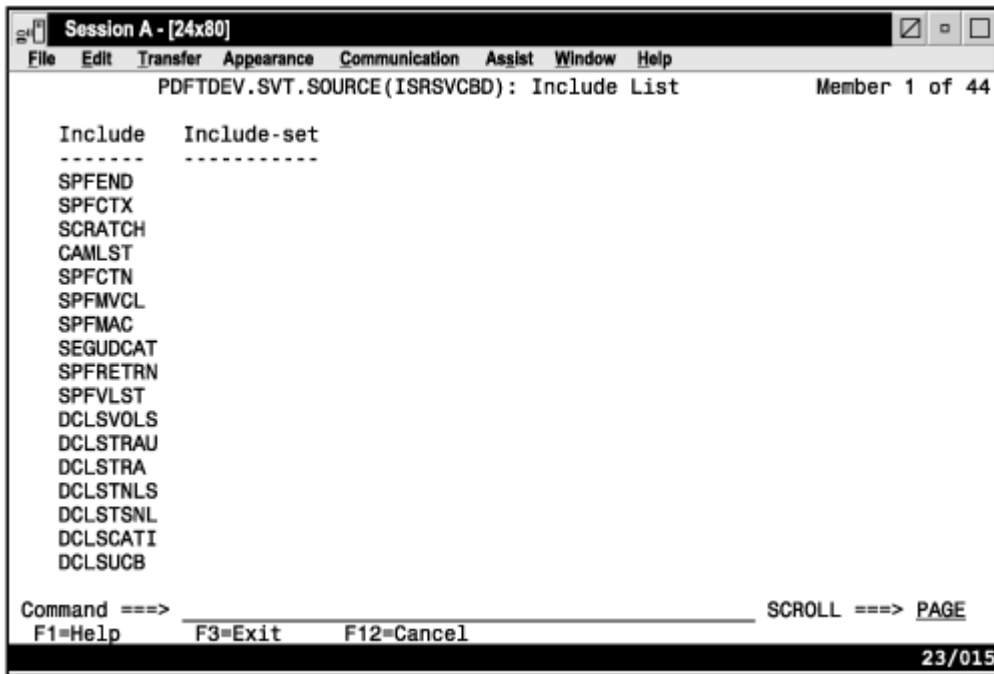 Session A - [24x80]
File Edit Transfer Appearance Communication Assist Window Help
PDFTDEV.SVT.SOURCE(ISRSVCBD): Include List Member 1 of 44
Include Include-set
------- -----------
SPFEND
SPFCTX
SCRATCH
CAMLST
SPFCTN
SPFMVCL
SPFMAC
SEGUDCAT
SPFRETRN
SPFVLST
DCLSVOLS
DCLSTRAU
DCLSTRA
DCLSTNLS
DCLSTSNL
DCLSCATI
DCLSUCB
Command ===> SCROLL ===> PAGE
F1=Help F3=Exit F12=Cancel
23/015